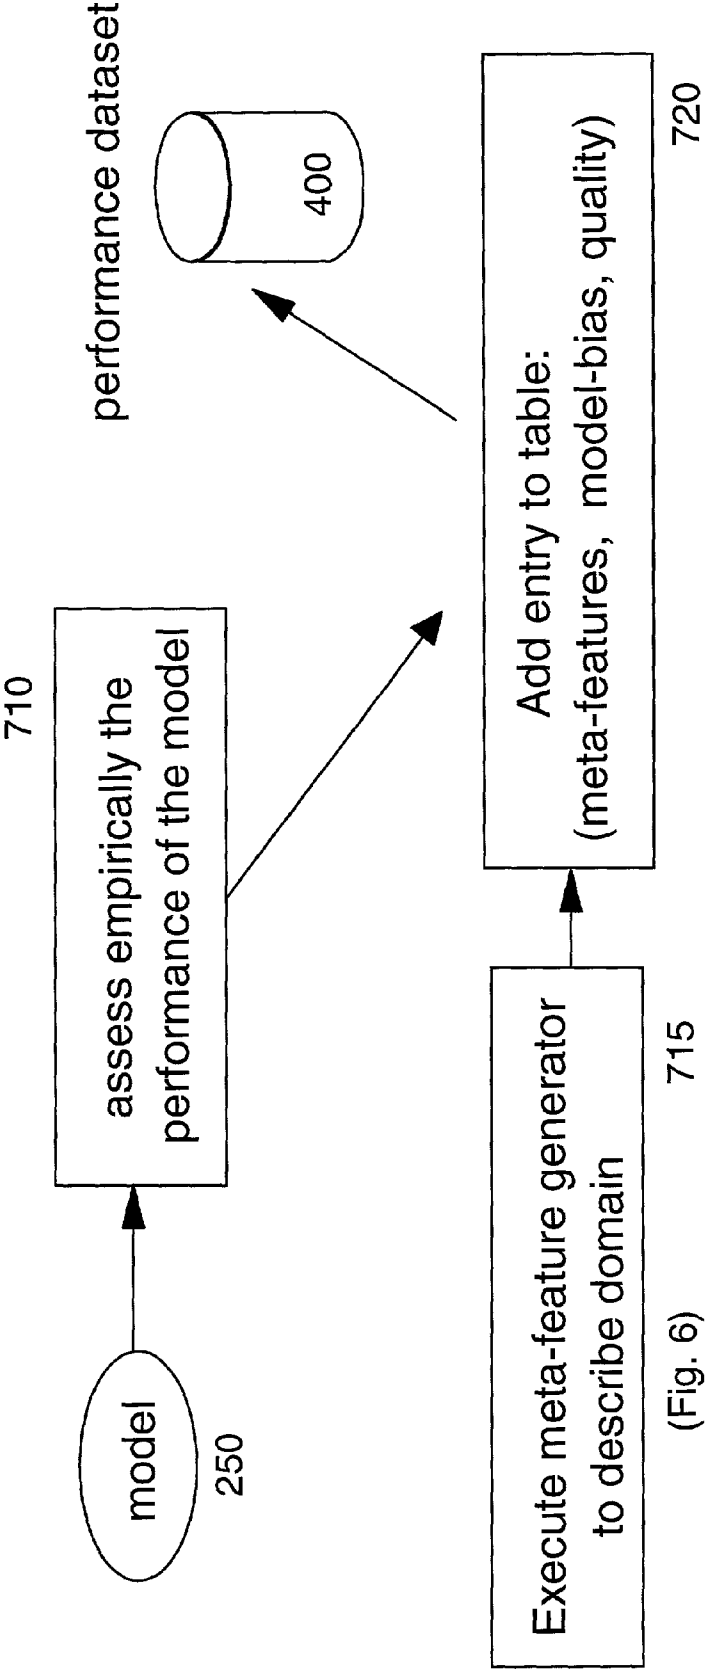 model
250
710
assess empirically the
performance of the model
performance dataset
400
Execute meta-feature generator
to describe domain
(Fig. 6)
715
Add entry to table:
(meta-features, model-bias, quality)
720